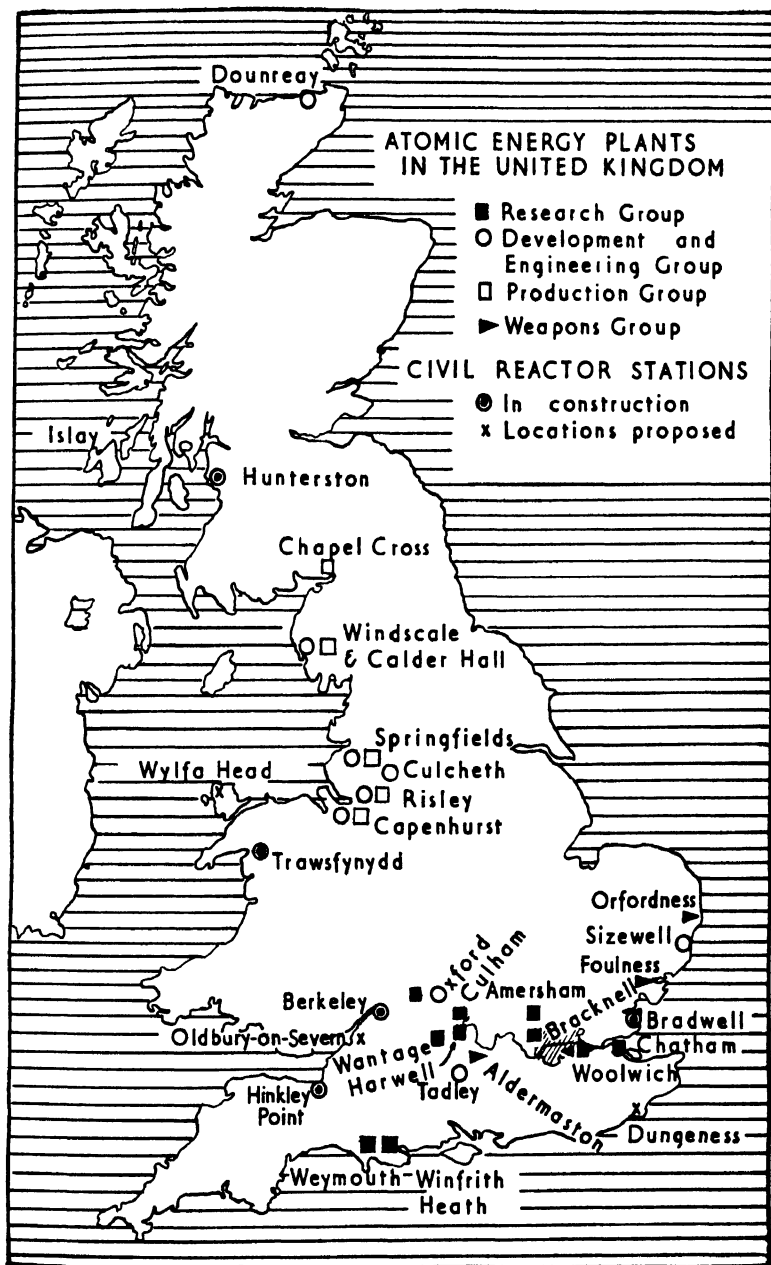 Dounreay
ATOMIC ENERGY PLANTS
IN THE UNITED KINGDOM
Research Group
Development and
Engineering Group
Production Group
Weapons Group
CIVIL REACTOR STATIONS
In construction
x Locations proposed
Islay
Hunterston
Chapel Cross
Windscale
& Calder Hall
Springfields
Culcheth
Wylfa Head
x
Risley
Capenhurst
Trawsfynydd
Orfordness
Sizewell
Foulness
Oxford
Culham
Amersham
Bracknell
Berkeley
Bradwell
Oldbury-on-Severn x
Wantage
Harwell
Chatham
Woolwich
Hinkley
Point
Tadley
Aldermaston
x
Dungeness
Weymouth-Winfrith
Heath